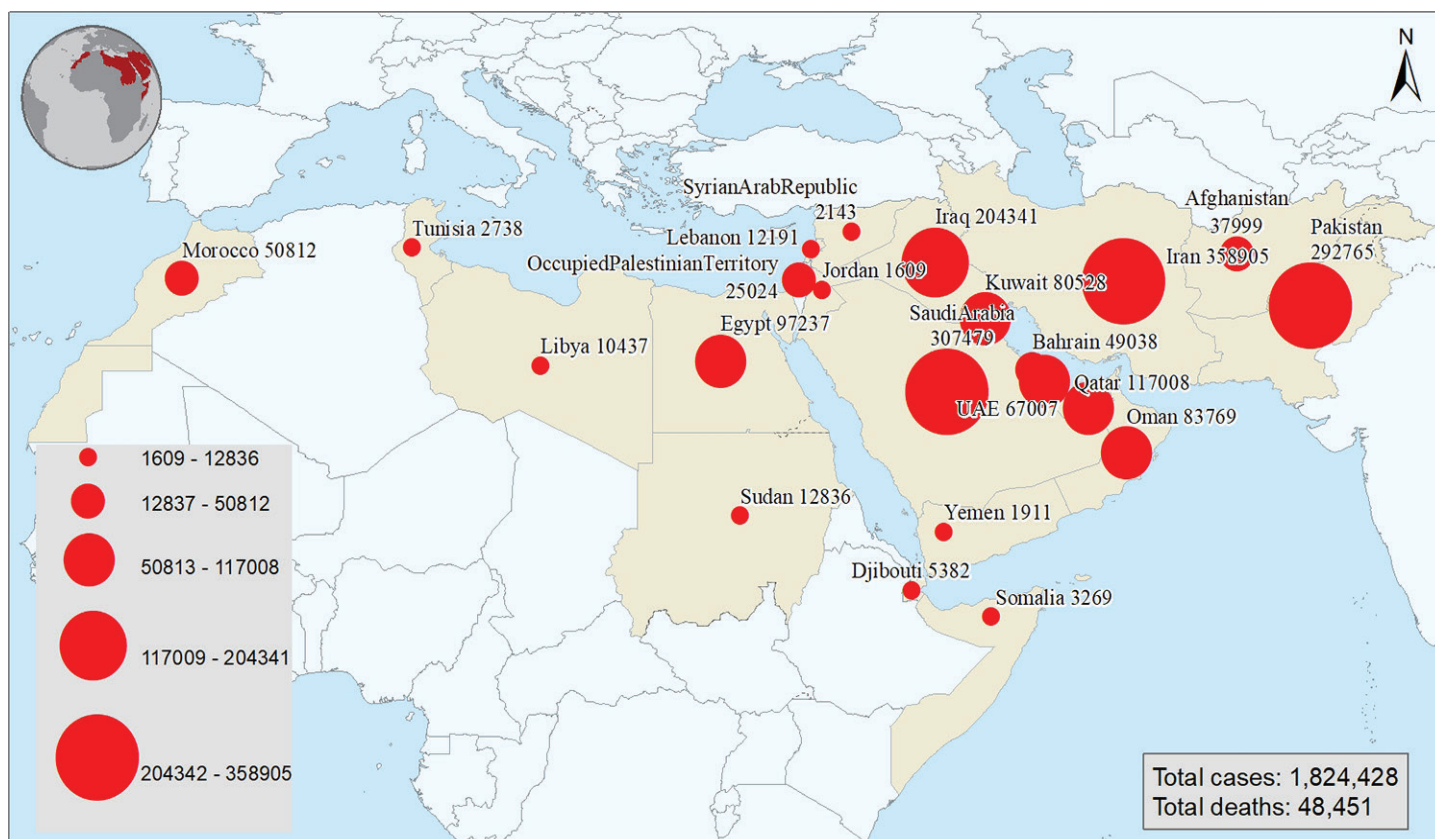 N
SyrianArabRepublic
2143
Afghanistan
37999
Pakistan
292765
Iraq 204341
Tunisia 2738
Lebanon 12191
Morocco 50812
OccupiedPalestinianTerritory
25024
Jordan 1609
Iran 358905
Kuwait 80528
SaudiArabia
307479
Egypt 97237
Bahrain 49038
Libya 10437
Qatar 117008
UAE 67007
Oman 83769
Sudan 12836
Yemen 1911
Djibouti 5382
Somalia 3269
1609 - 12836
12837 - 50812
50813 - 117008
117009 - 204341
204342 - 358905
Total cases: 1,824,428
Total deaths: 48,451